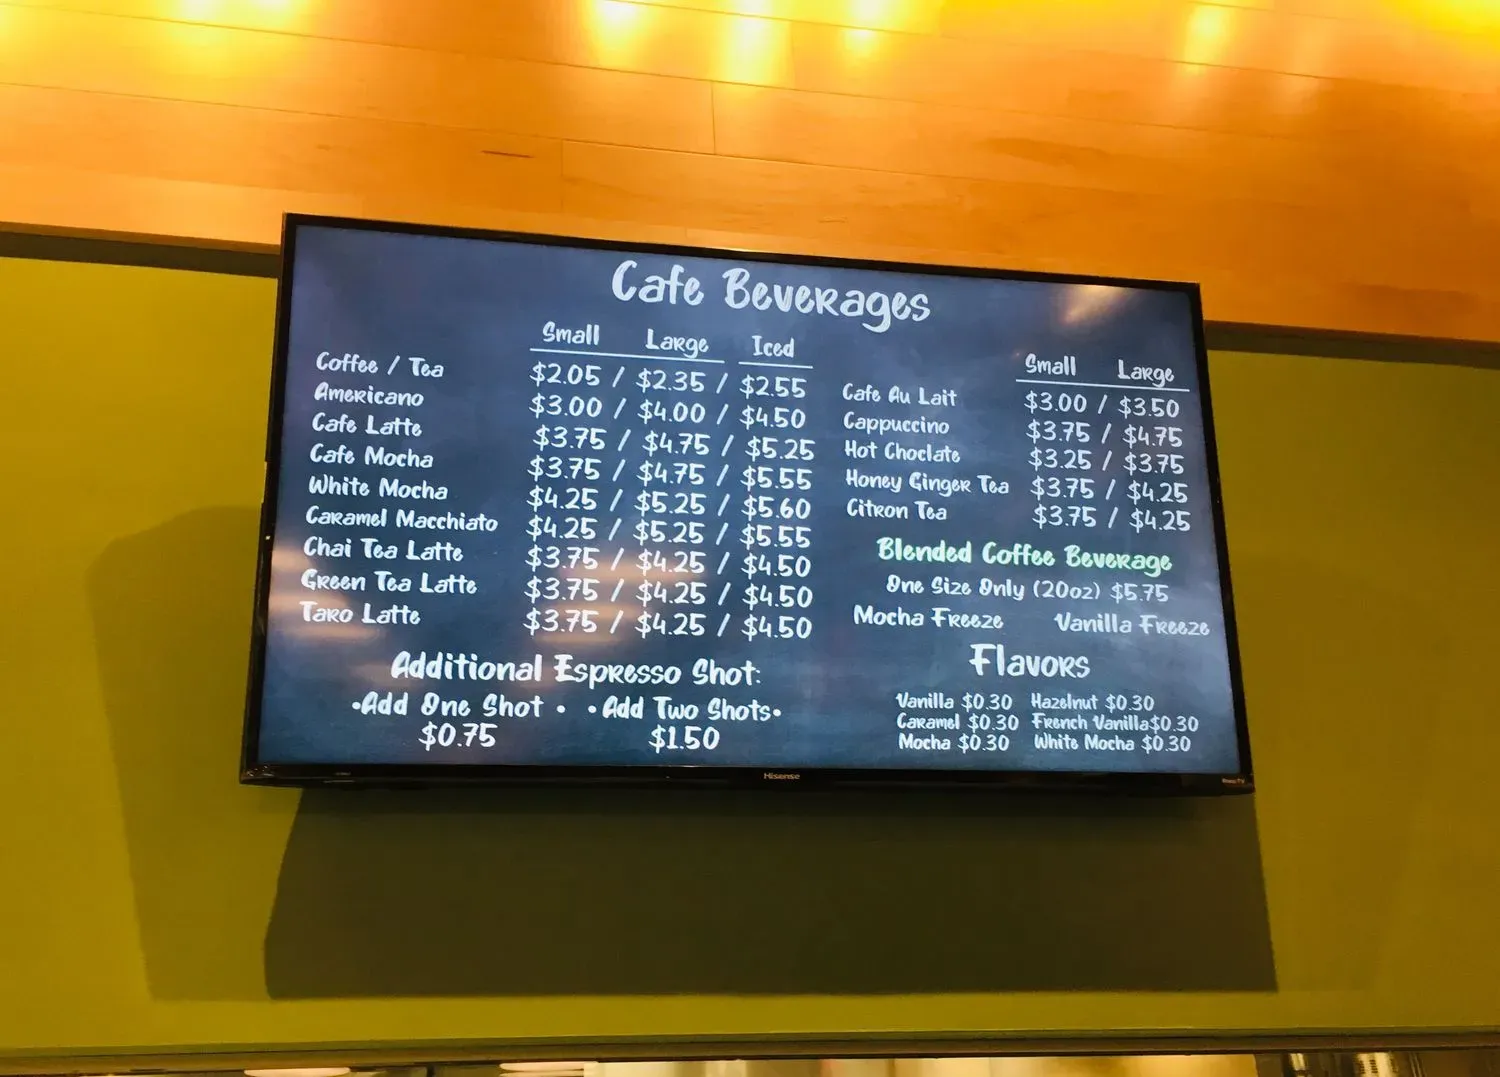 Cafe Beverages
Small Large Iced
Coffee / Tea $2.05 / $2.35 / $2.55
Americano $3.00 / $4.00 / $4.50
Cafe Latte $3.75 / $4.75 / $5.25
Cafe Mocha $3.75 / $4.75 / $5.55
White Mocha $4.25 / $5.25 / $5.60
Caramel Macchiato $4.25 / $5.25 / $5.55
Chai Tea Latte $3.75 / $4.25 / $4.50
Green Tea Latte $3.75 / $4.25 / $4.50
Taro Latte $3.75 / $4.25 / $4.50
Additional Espresso Shot:
•Add One Shot • • Add Two Shots•
$0.75 $1.50
Small Large
Cafe Au Lait $3.00 / $3.50
Cappuccino $3.75 / $4.75
Hot Choclate $3.25 / $3.75
Honey Ginger Tea $3.75 / $4.25
Citron Tea $3.75 / $4.25
Blended Coffee Beverage
One Size Only (20oz) $5.75
Mocha Freeze Vanilla Freeze
Flavors
Vanilla $0.30 Hazelnut $0.30
Caramel $0.30 French Vanilla$0.30
Mocha $0.30 White Mocha $0.30
Hisense
Roku TV